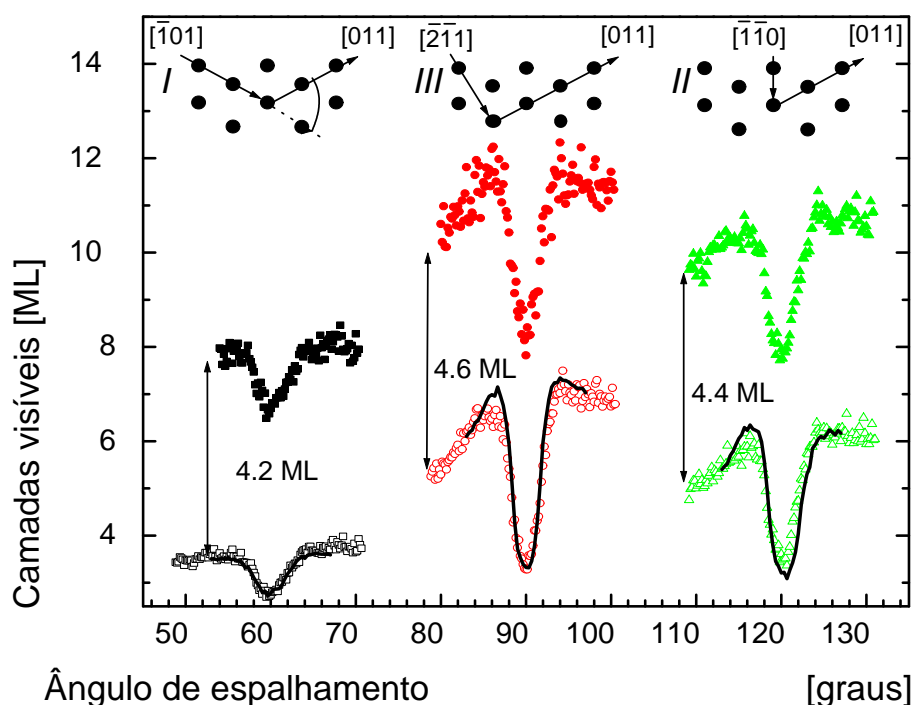 [1̄01] [011] [2̄1̄1] [011] [1̄1̄0] [011]
I III II
14
12
10
8
6
4
4.6 ML
4.4 ML
4.2 ML
50 60 70 80 90 100 110 120 130
Camadas visíveis [ML]
Ângulo de espalhamento [graus]